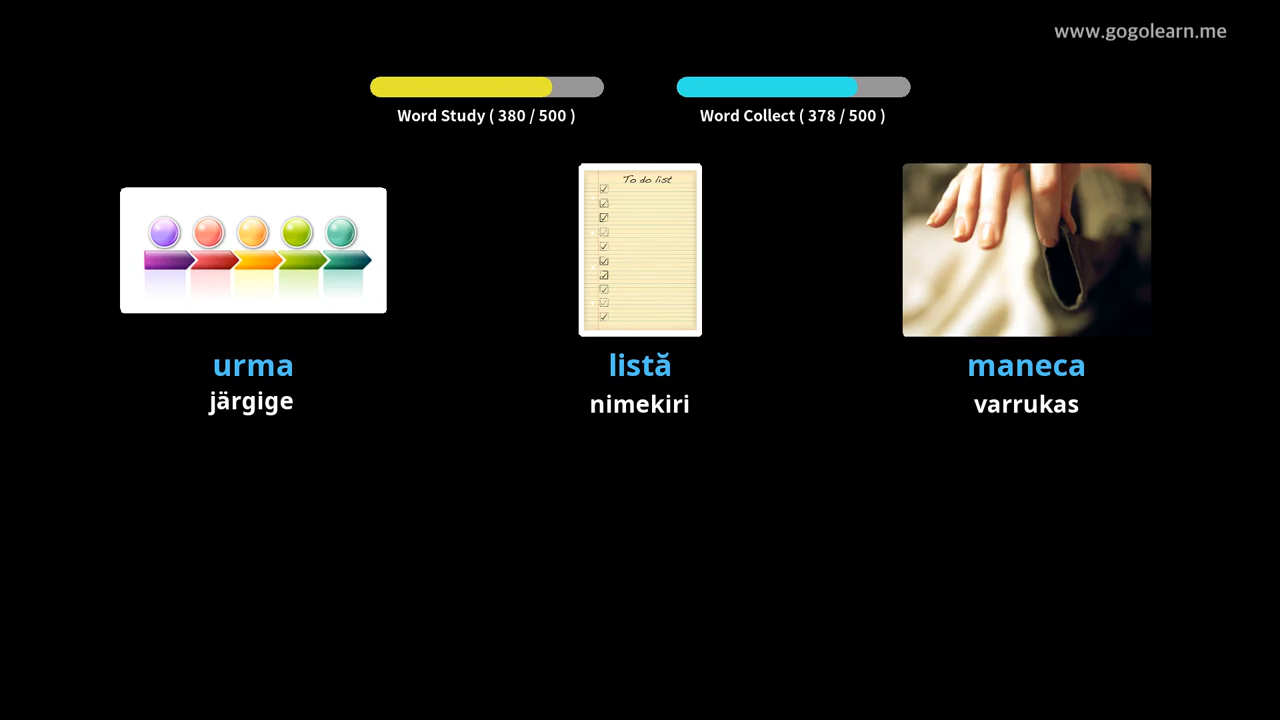 www.gogolearn.me
Word Study ( 380 / 500 )
Word Collect ( 378 / 500 )
To do list
urma
listă
maneca
järgige
nimekiri
varrukas